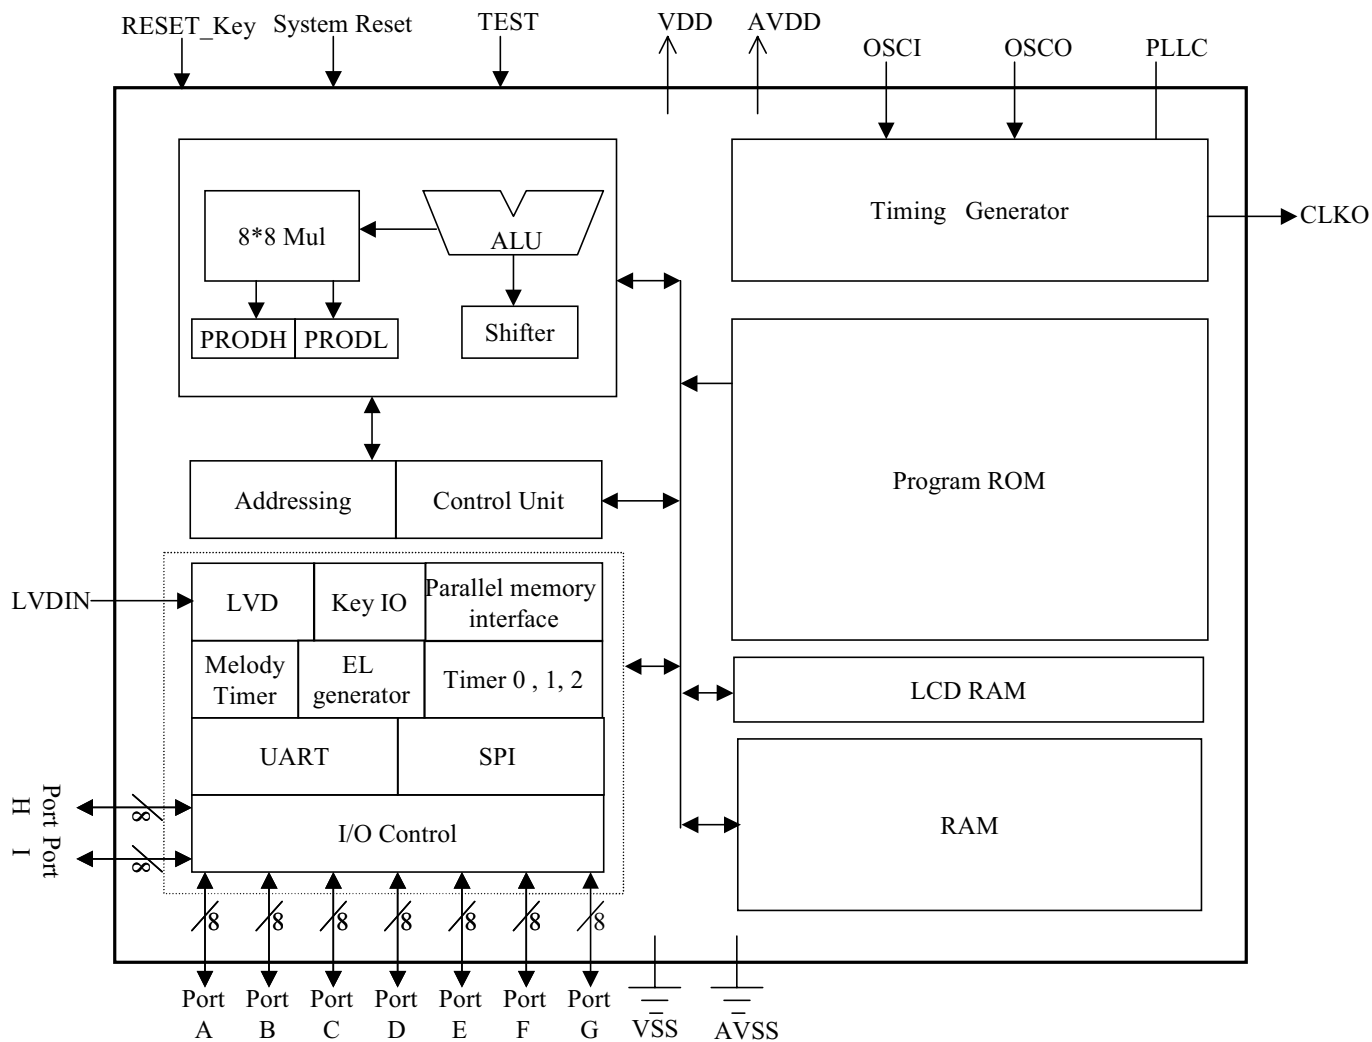 RESET_Key
System Reset
TEST
VDD
AVDD
OSCI
OSCO
PLLC
Timing Generator
CLKO
8*8 Mul
ALU
PRODH
PRODL
Shifter
Program ROM
Addressing
Control Unit
LVDIN
LVD
Key IO
Parallel memory
interface
Melody
Timer
EL
generator
Timer 0 , 1, 2
LCD RAM
UART
SPI
Port
H
8
Port
I
8
I/O Control
RAM
8
8
8
8
8
8
8
Port
A
Port
B
Port
C
Port
D
Port
E
Port
F
Port
G
VSS
AVSS